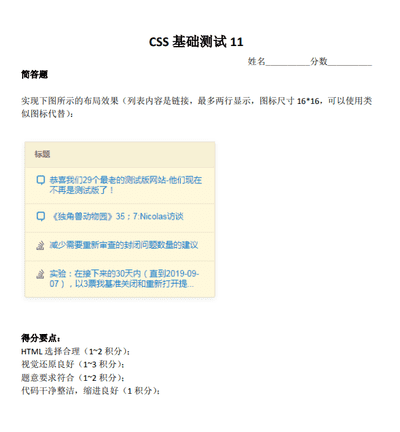 CSS 基础测试 11
姓名__________分数__________
简答题
实现下图所示的布局效果（列表内容是链接，最多两行显示，图标尺寸 16*16，可以使用类
似图标代替）：
标题
恭喜我们29个最老的测试版网站-他们现在
不再是测试版了！
《独角兽动物园》35；7:Nicolas访谈
减少需要重新审查的封闭问题数量的建议
实验：在接下来的30天内（直到2019-09-
07），以3票我基准关闭和重新打开提...
得分要点：
HTML 选择合理（1~2 积分）；
视觉还原良好（1~3 积分）；
题意要求符合（1~2 积分）；
代码干净整洁，缩进良好（1 积分）；